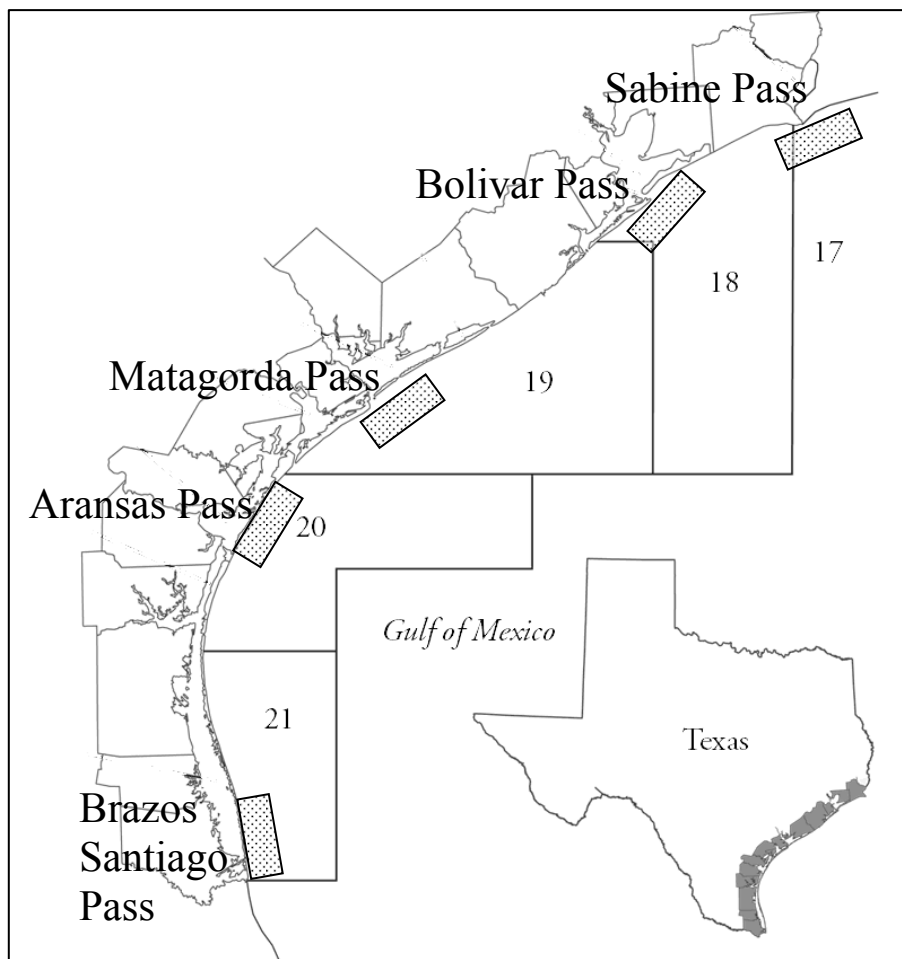 Sabine Pass
Bolivar Pass
17
18
Matagorda Pass
19
Aransas Pass
20
Gulf of Mexico
21
Texas
Brazos
Santiago
Pass